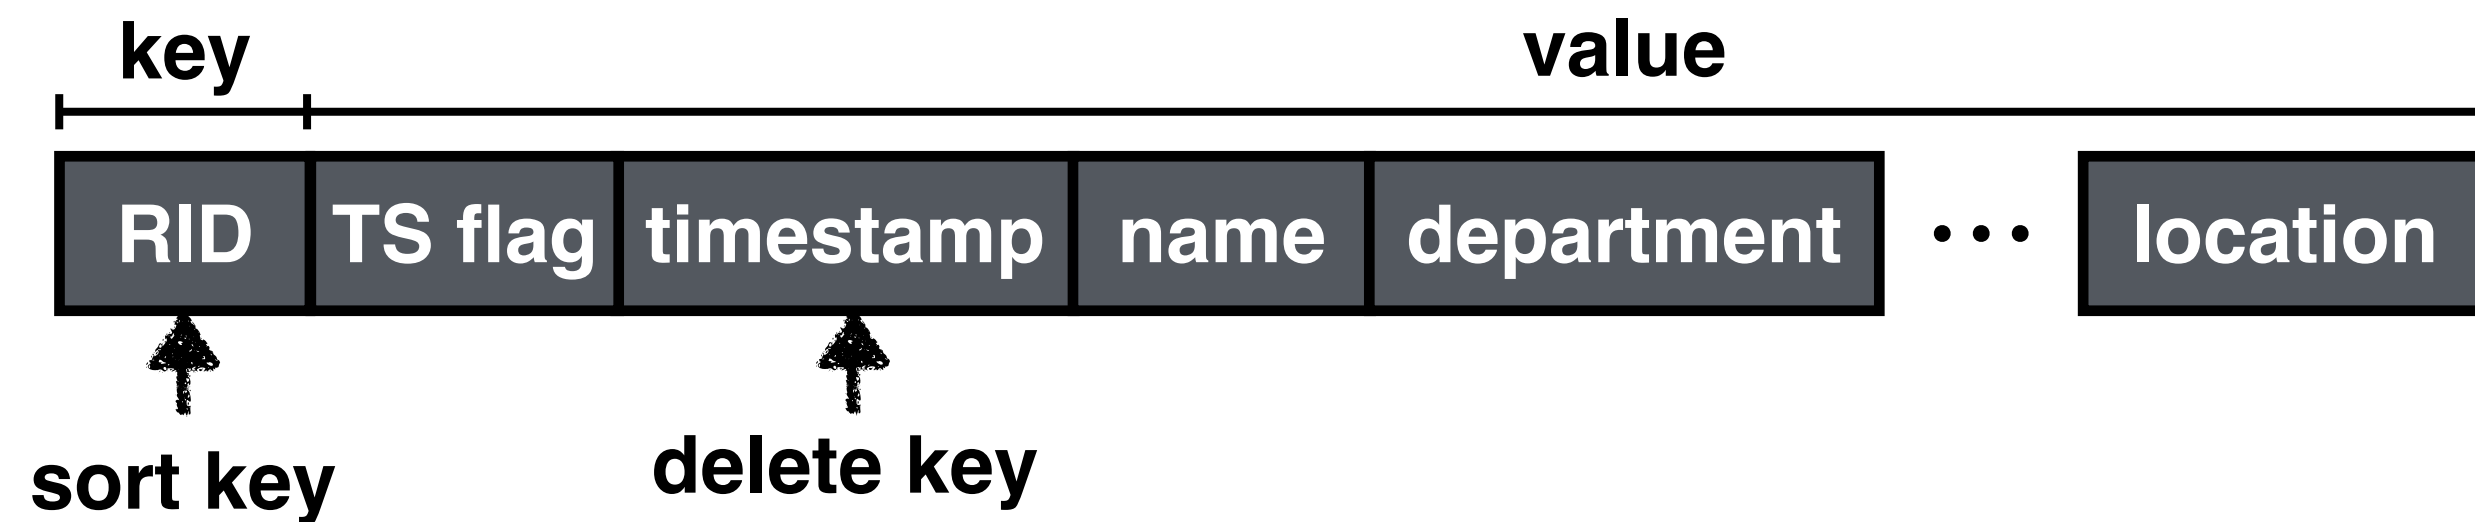 key value
RID TS flag timestamp name department ••• location
sort key delete key